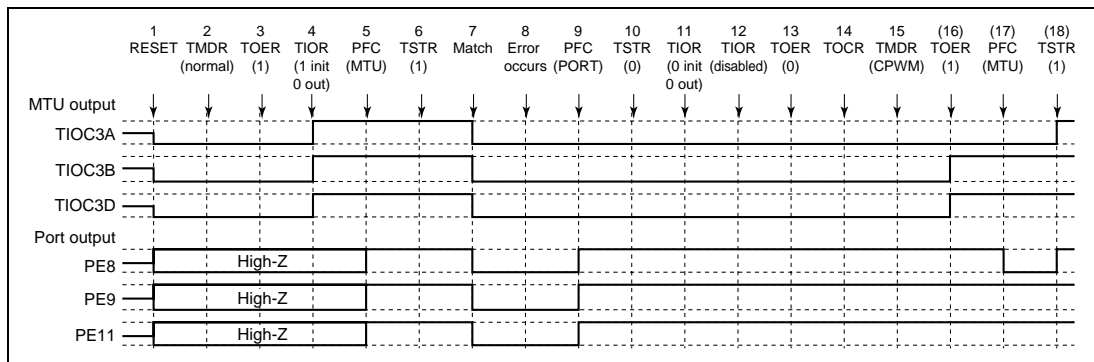 1 2 3 4 5 6 7 8 9 10 11 12 13 14 15 (16) (17) (18)
RESET TMDR TOER TIOR PFC TSTR Match Error PFC TSTR TIOR TIOR TOER TOCR TMDR TOER PFC TSTR
(normal) (1) (1 init (MTU) (1) occurs (PORT) (0) (0 init (disabled) (0) (CPWM) (1) (MTU) (1)
0 out) 0 out)
MTU output
TIOC3A
TIOC3B
TIOC3D
Port output
PE8 High-Z
PE9 High-Z
PE11 High-Z